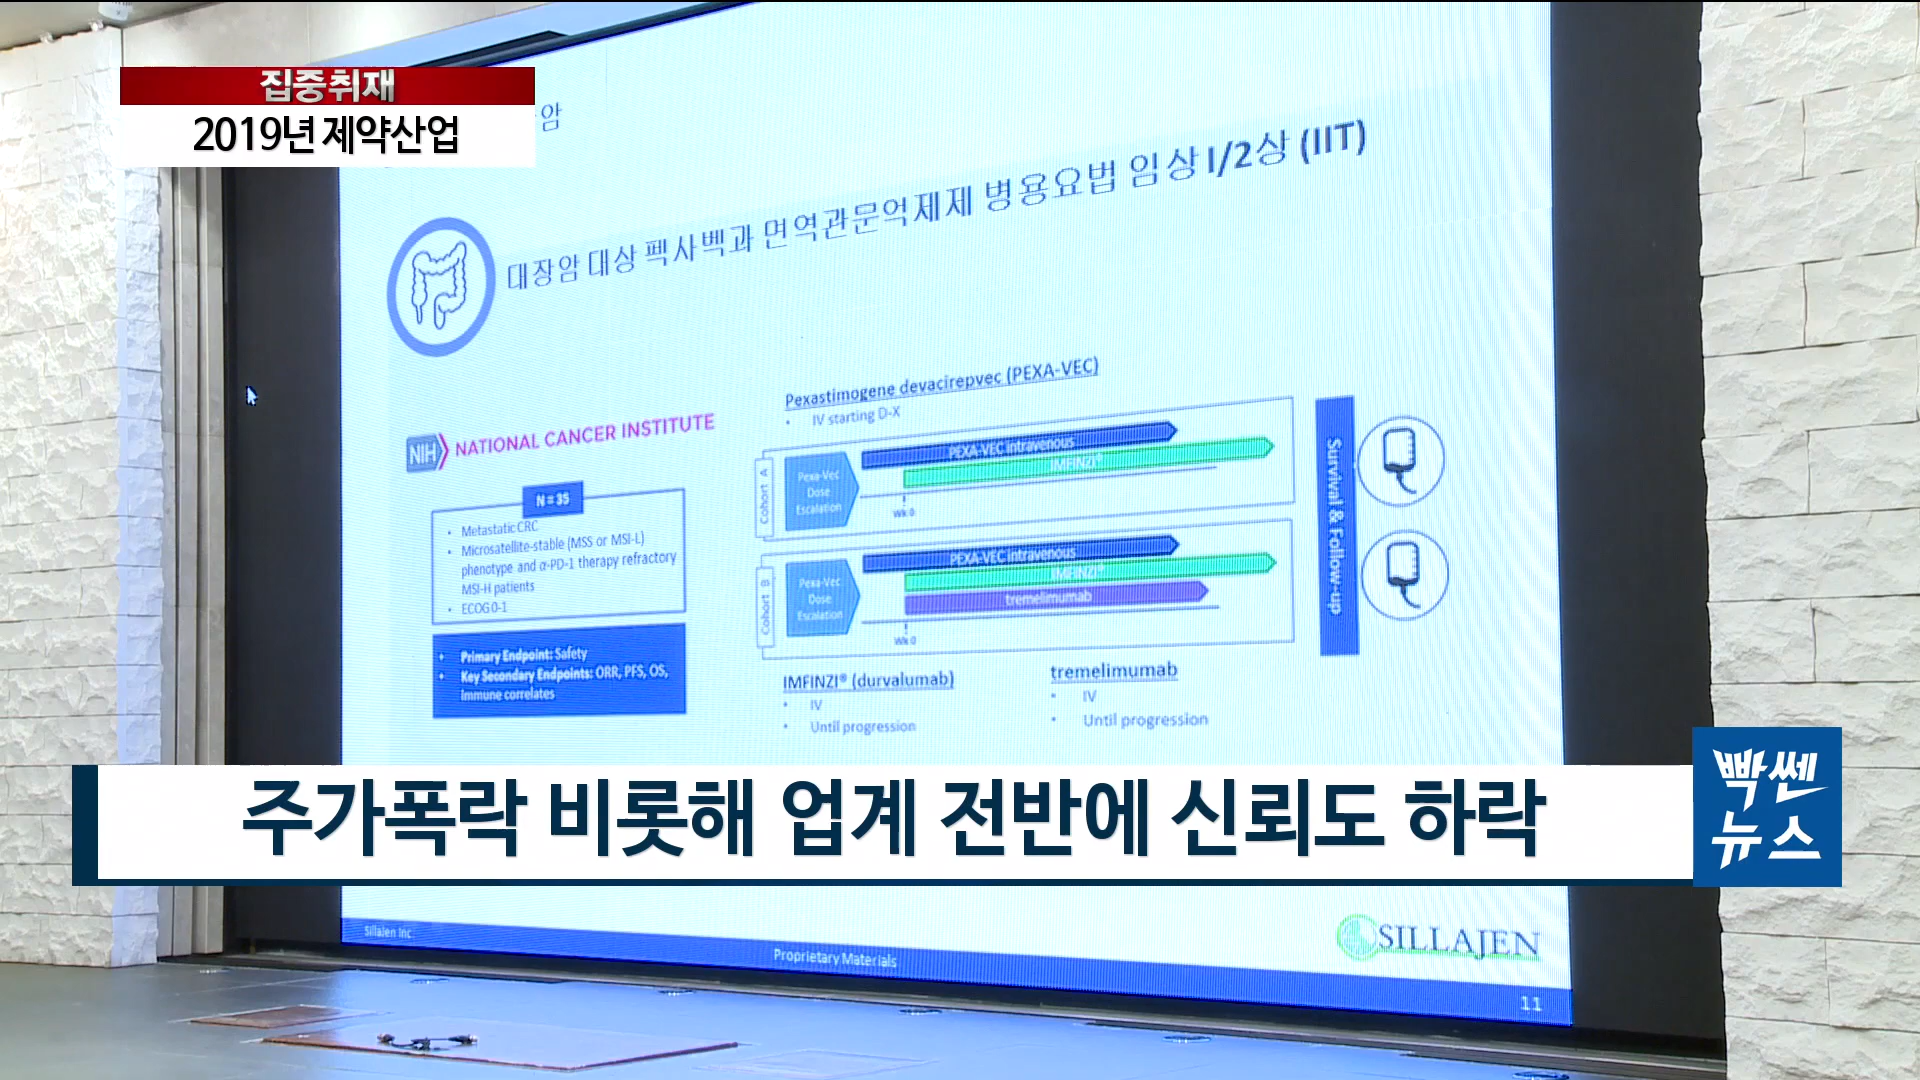 집중취재
2019년 제약산업
암
대장암 대상 펙사벡과 면역관문억제제 병용요법 임상 I/2상 (IIT)
NIH NATIONAL CANCER INSTITUTE
N = 35
• Metastatic CRC
• Microsatellite-stable (MSS or MSI-L)
phenotype and α-PD-1 therapy refractory
MSI-H patients
• ECOG 0-1
• Primary Endpoint: Safety
• Key Secondary Endpoints: ORR, PFS, OS,
Immune correlates
Pexastimogene devacirepvec (PEXA-VEC)
• IV starting D-X
Cohort A
Pexa-Vec
Dose
Escalation
PEXA-VEC intravenous
IMFINZI®
Wk 0
Cohort B
Pexa-Vec
Dose
Escalation
PEXA-VEC intravenous
IMFINZI®
tremelimumab
Wk 0
Survival & Follow-up
IMFINZI® (durvalumab)
• IV
• Until progression
tremelimumab
• IV
• Until progression
주가폭락 비롯해 업계 전반에 신뢰도 하락
빡쎈
뉴스
Sillajen Inc.
Proprietary Materials
SILLAJEN
11